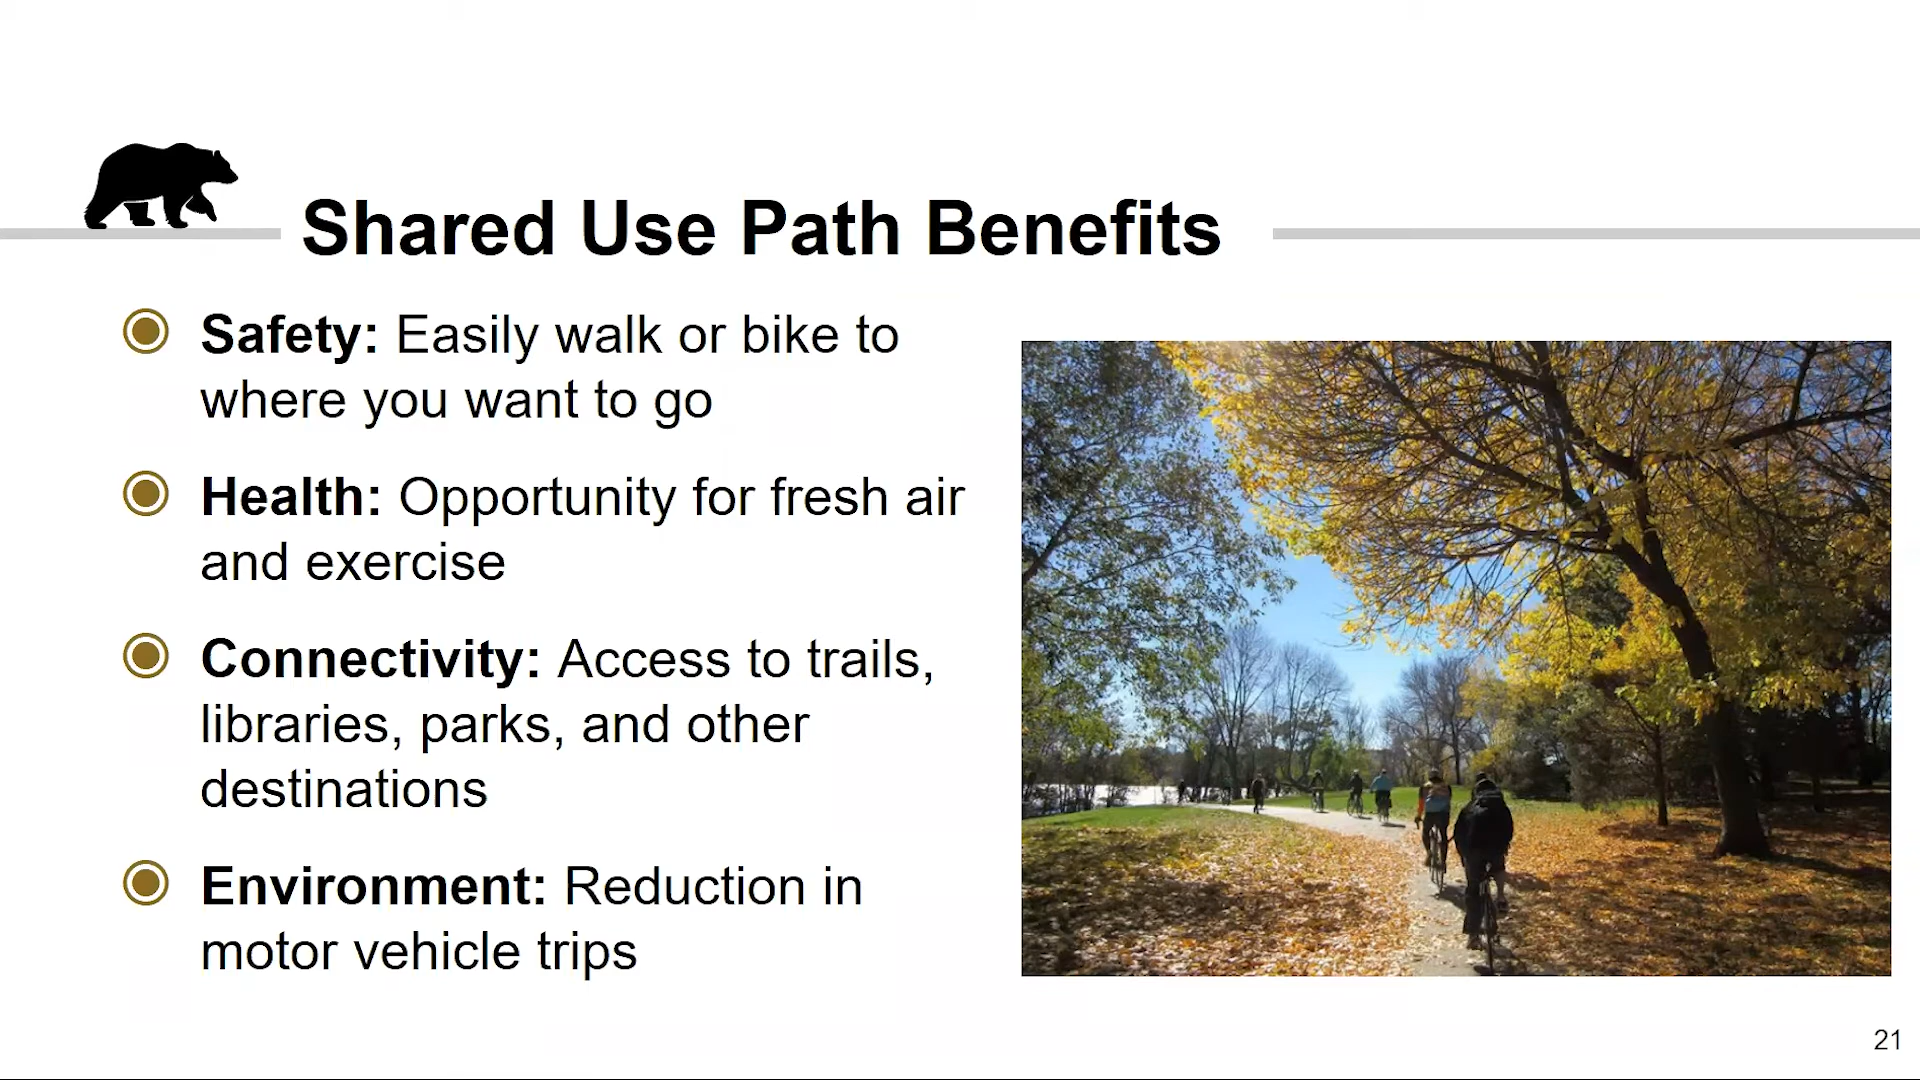 Shared Use Path Benefits
Safety: Easily walk or bike to
where you want to go
Health: Opportunity for fresh air
and exercise
Connectivity: Access to trails,
libraries, parks, and other
destinations
Environment: Reduction in
motor vehicle trips
21